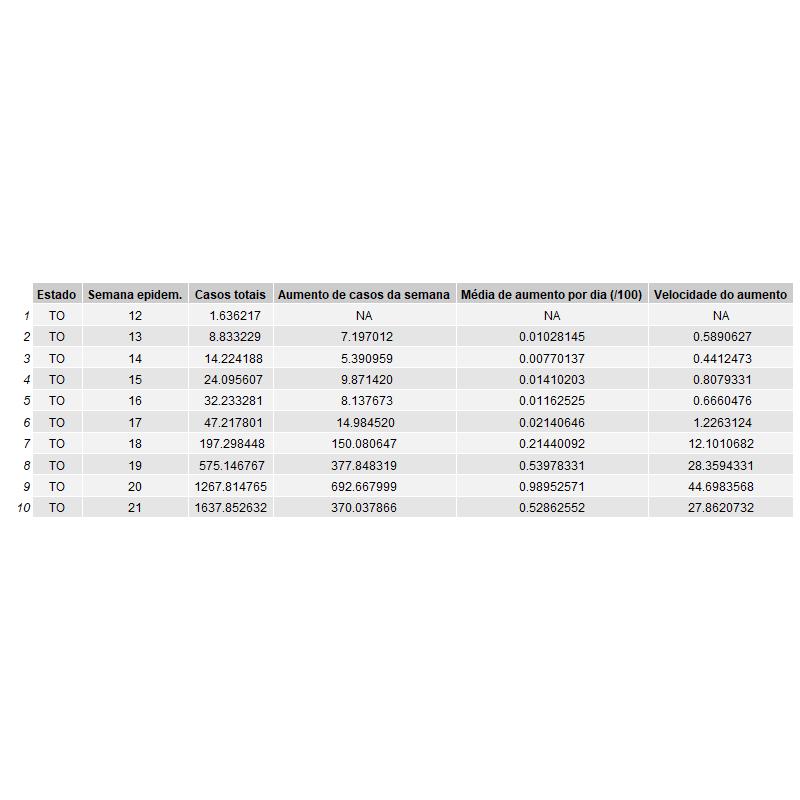 Estado Semana epidem. Casos totais Aumento de casos da semana Média de aumento por dia (/100) Velocidade do aumento
1 TO 12 1.636217 NA NA NA
2 TO 13 8.833229 7.197012 0.01028145 0.5890627
3 TO 14 14.224188 5.390959 0.00770137 0.4412473
4 TO 15 24.095607 9.871420 0.01410203 0.8079331
5 TO 16 32.233281 8.137673 0.01162525 0.6660476
6 TO 17 47.217801 14.984520 0.02140646 1.2263124
7 TO 18 197.298448 150.080647 0.21440092 12.1010682
8 TO 19 575.146767 377.848319 0.53978331 28.3594331
9 TO 20 1267.814765 692.667999 0.98952571 44.6983568
10 TO 21 1637.852632 370.037866 0.52862552 27.8620732